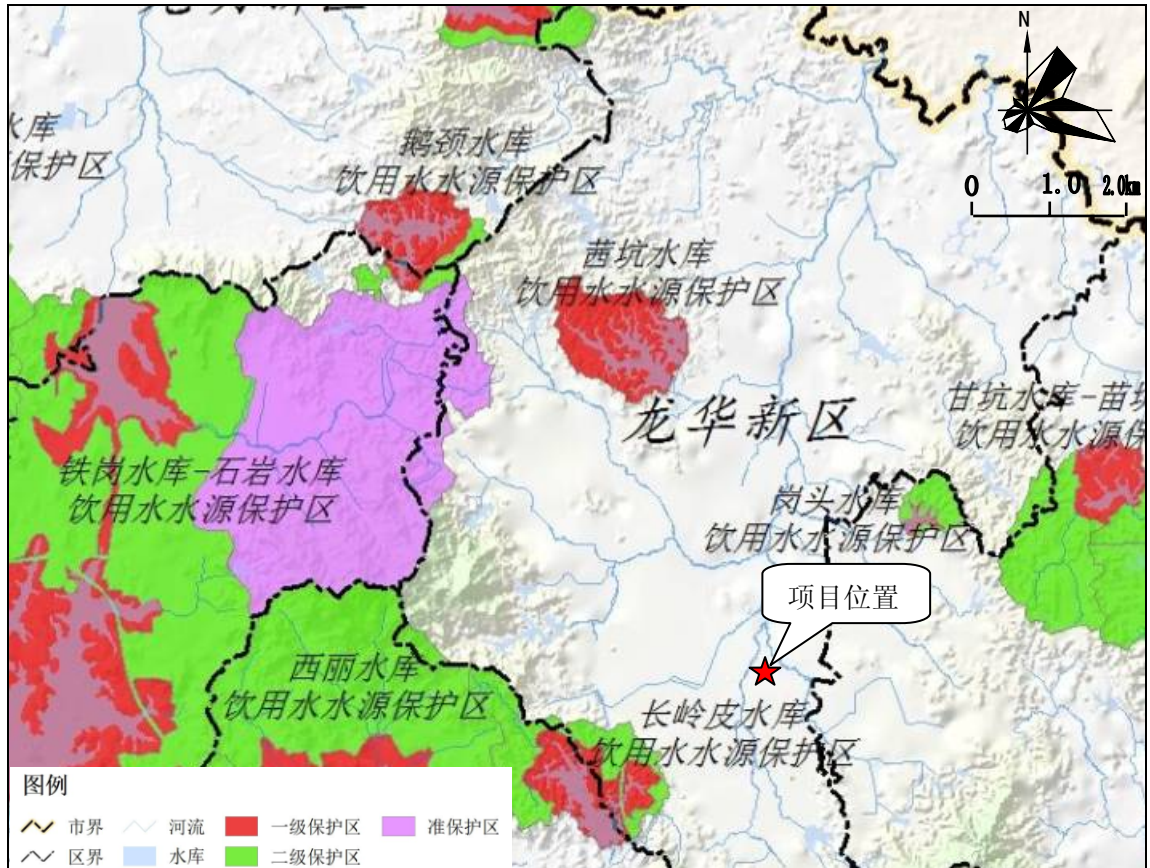 N
水库
保护区
鹅颈水库
饮用水水源保护区
0 1.0 2.0km
茜坑水库
饮用水水源保护区
龙华新区
甘坑水库-苗坑
饮用水水源保
铁岗水库-石岩水库
饮用水水源保护区
岗头水库
饮用水水源保护区
项目位置
西丽水库
饮用水水源保护区
长岭皮水库
饮用水水源保护区
图例
市界 河流 一级保护区 准保护区
区界 水库 二级保护区